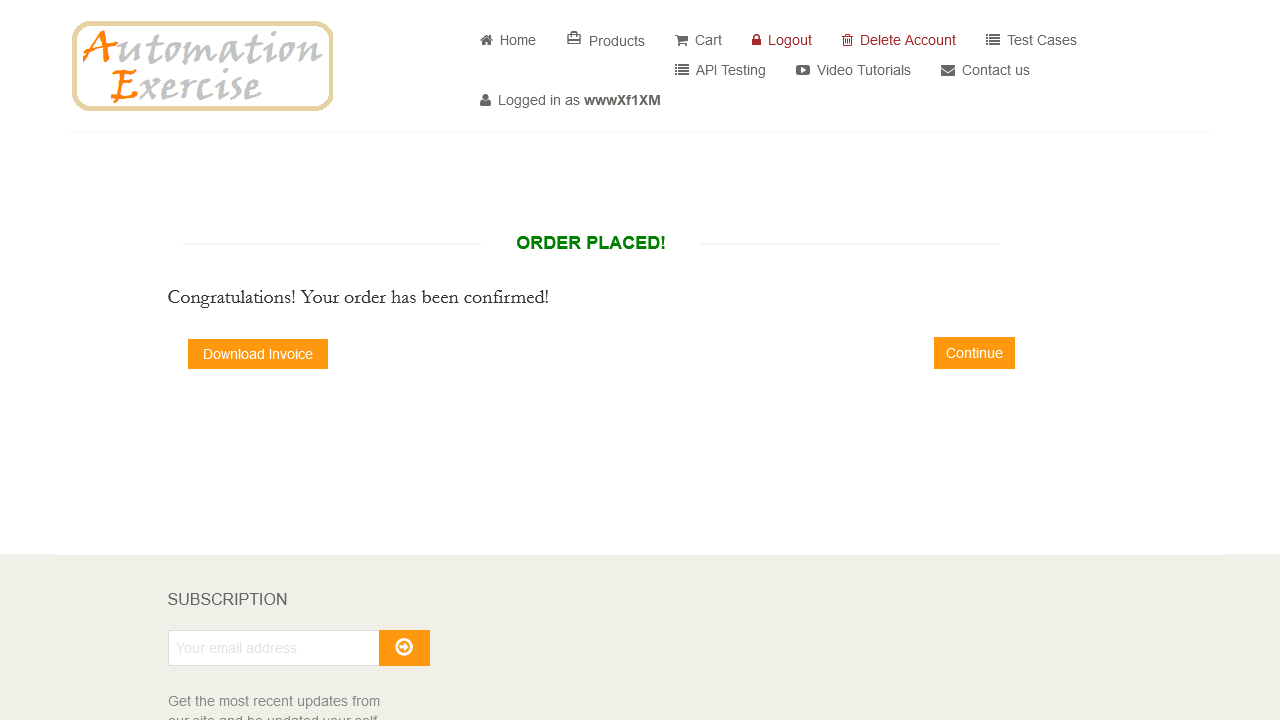 Automation
Exercise
Home Products Cart Logout Delete Account Test Cases
API Testing Video Tutorials Contact us
Logged in as wwwXf1XM
ORDER PLACED!
Congratulations! Your order has been confirmed!
Download Invoice Continue
SUBSCRIPTION
Your email address
Get the most recent updates from
our site and be updated your self